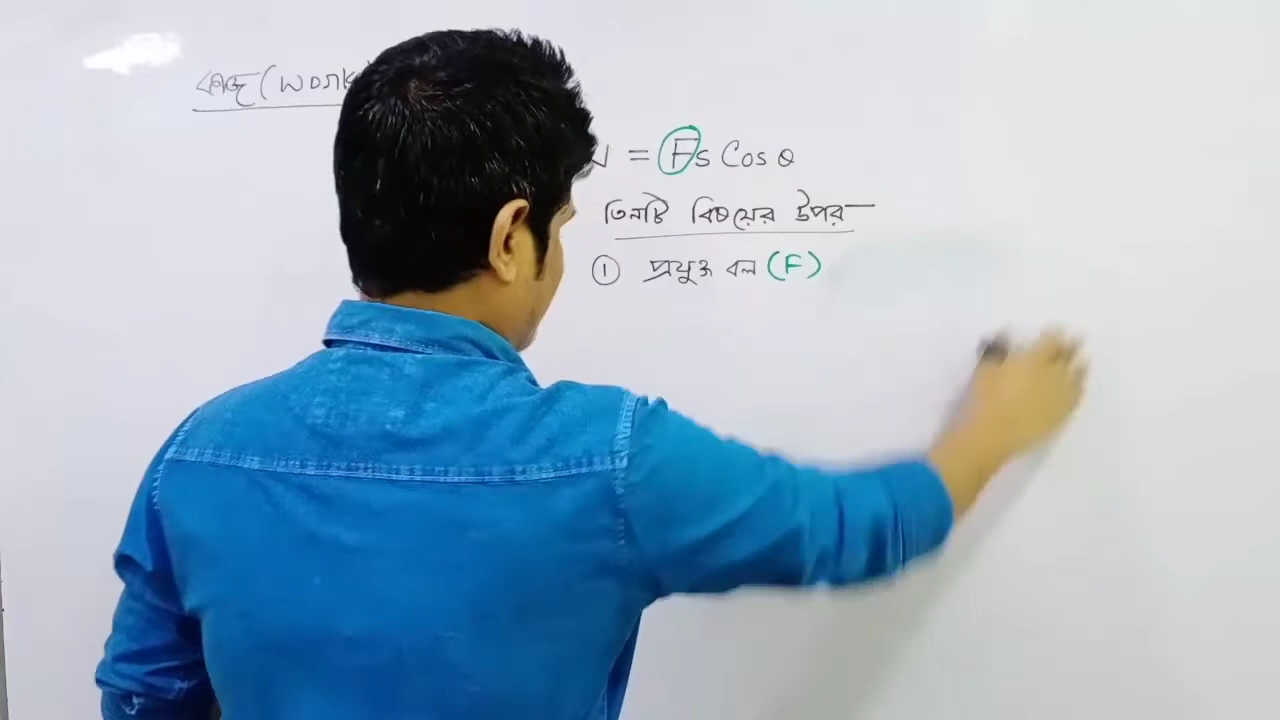 কাজ (Work
= Fs Cos θ
তিনটি বিষয়ের উপর —
① প্রযুক্ত বল (F)